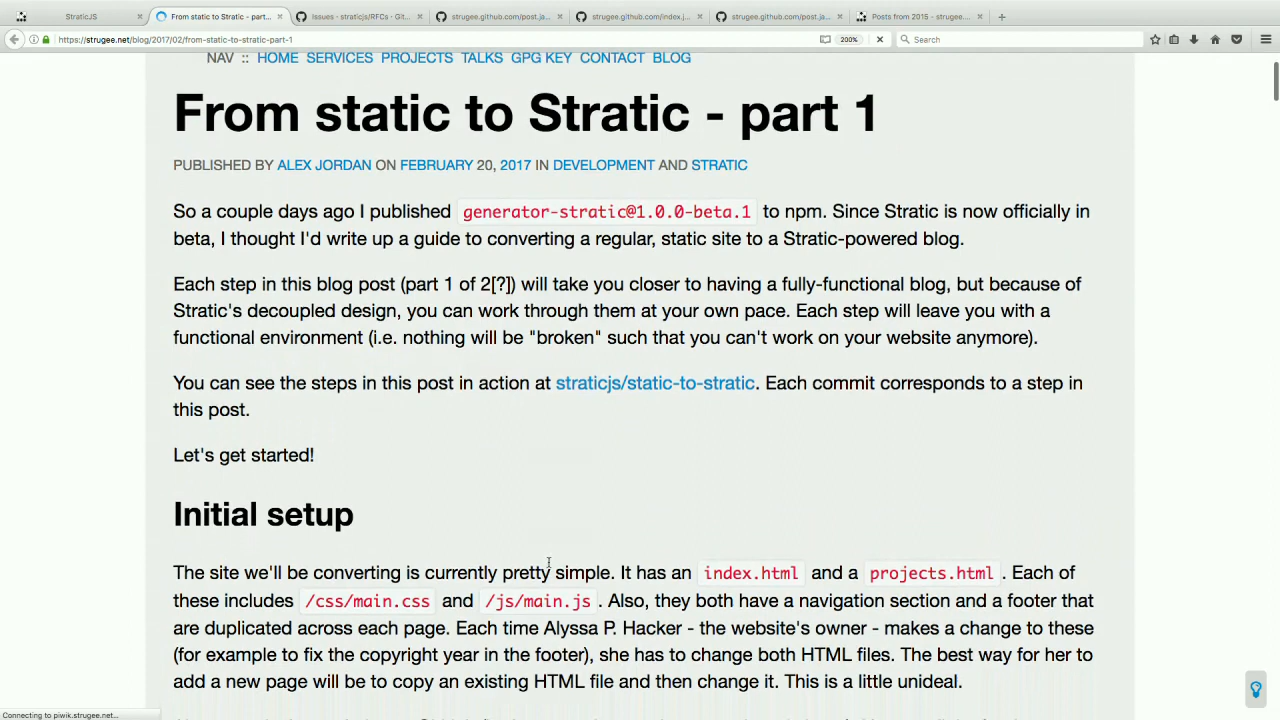 StraticJS
From static to Stratic - part...
Issues - straticjs/RFCs - Git...
strugee.github.com/post.ja...
strugee.github.com/index.j...
strugee.github.com/post.ja...
Posts from 2015 - strugee....
https://strugee.net/blog/2017/02/from-static-to-stratic-part-1
200%
Search
NAV :: HOME SERVICES PROJECTS TALKS GPG KEY CONTACT BLOG
From static to Stratic - part 1
PUBLISHED BY ALEX JORDAN ON FEBRUARY 20, 2017 IN DEVELOPMENT AND STRATIC
So a couple days ago I published generator-stratic@1.0.0-beta.1 to npm. Since Stratic is now officially in
beta, I thought I'd write up a guide to converting a regular, static site to a Stratic-powered blog.
Each step in this blog post (part 1 of 2[?]) will take you closer to having a fully-functional blog, but because of
Stratic's decoupled design, you can work through them at your own pace. Each step will leave you with a
functional environment (i.e. nothing will be "broken" such that you can't work on your website anymore).
You can see the steps in this post in action at straticjs/static-to-stratic. Each commit corresponds to a step in
this post.
Let's get started!
Initial setup
The site we'll be converting is currently pretty simple. It has an index.html and a projects.html. Each of
these includes /css/main.css and /js/main.js. Also, they both have a navigation section and a footer that
are duplicated across each page. Each time Alyssa P. Hacker - the website's owner - makes a change to these
(for example to fix the copyright year in the footer), she has to change both HTML files. The best way for her to
add a new page will be to copy an existing HTML file and then change it. This is a little unideal.
Connecting to piwik.strugee.net...